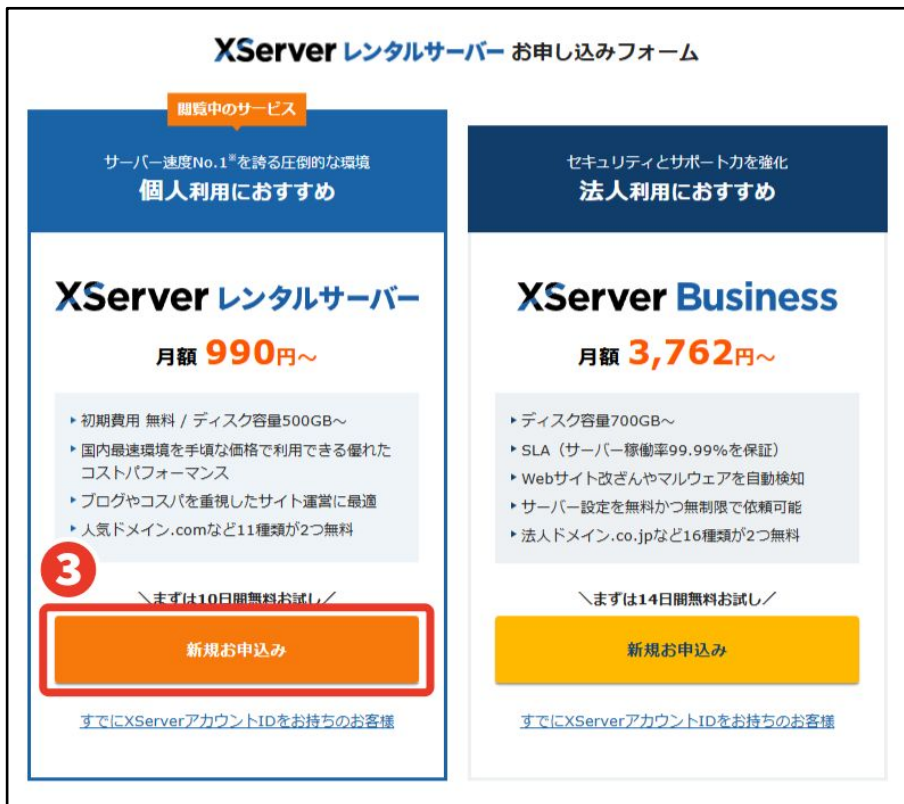 XServer レンタルサーバー お申し込みフォーム
閲覧中のサービス
サーバー速度No.1※を誇る圧倒的な環境
個人利用におすすめ
XServer レンタルサーバー
月額 990円～
初期費用 無料 / ディスク容量500GB～
国内最速環境を手頃な価格で利用できる優れた
コストパフォーマンス
ブログやコスパを重視したサイト運営に最適
人気ドメイン.comなど11種類が2つ無料
3
＼まずは10日間無料お試し／
新規お申込み
すでにXServerアカウントIDをお持ちのお客様
セキュリティとサポート力を強化
法人利用におすすめ
XServer Business
月額 3,762円～
ディスク容量700GB～
SLA（サーバー稼働率99.99%を保証）
Webサイト改ざんやマルウェアを自動検知
サーバー設定を無料かつ無制限で依頼可能
法人ドメイン.co.jpなど16種類が2つ無料
＼まずは14日間無料お試し／
新規お申込み
すでにXServerアカウントIDをお持ちのお客様